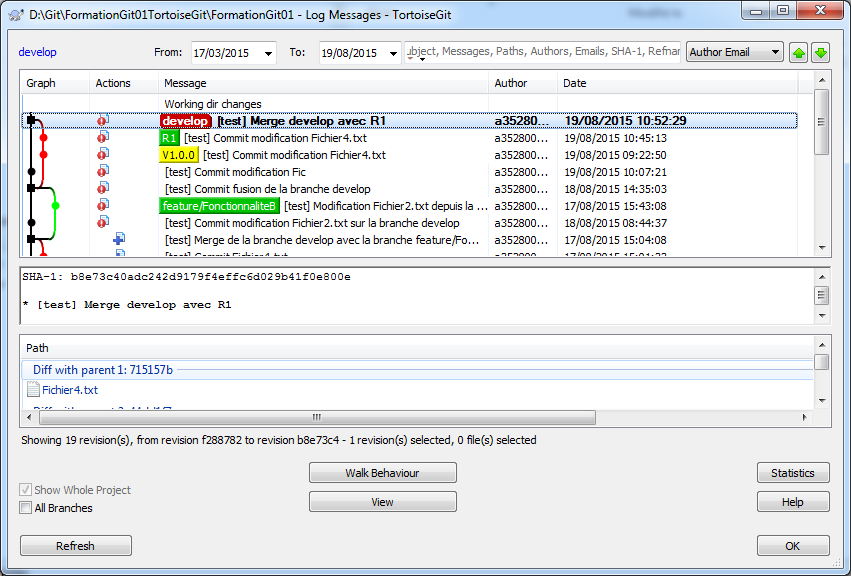 D:\Git\FormationGit01TortoiseGit\FormationGit01 - Log Messages - TortoiseGit
develop From: 17/03/2015 To: 19/08/2015 Messages, Paths, Authors, Emails, SHA-1, Author Email
Graph Actions Message Author Date
Working dir changes
develop [test] Merge develop avec R1 a352800... 19/08/2015 10:52:29
R1 [test] Commit modification Fichier4.txt a352800... 19/08/2015 10:45:13
V1.0.0 [test] Commit modification Fichier4.txt a352800... 19/08/2015 09:22:50
[test] Commit modification Fic a352800... 19/08/2015 10:07:21
[test] Commit fusion de la branche develop a352800... 18/08/2015 14:35:03
feature/FonctionnaliteB [test] Modification Fichier2.txt depuis la ... a352800... 17/08/2015 15:43:08
[test] Commit modification Fichier2.txt sur la branche develop a352800... 18/08/2015 08:44:37
[test] Merge de la branche develop avec la branche feature/Fo... a352800... 17/08/2015 15:04:08
[test] Commit Fichier4.txt
SHA-1: b8e73c40adc242d9179f4effc6d029b41f0e800e
* [test] Merge develop avec R1
Path
Diff with parent 1: 715157b
Fichier4.txt
Diff with parent 2:
Showing 19 revision(s), from revision f288782 to revision b8e73c4 - 1 revision(s) selected, 0 file(s) selected
Walk Behaviour Statistics
Show Whole Project
View Help
All Branches
Refresh OK